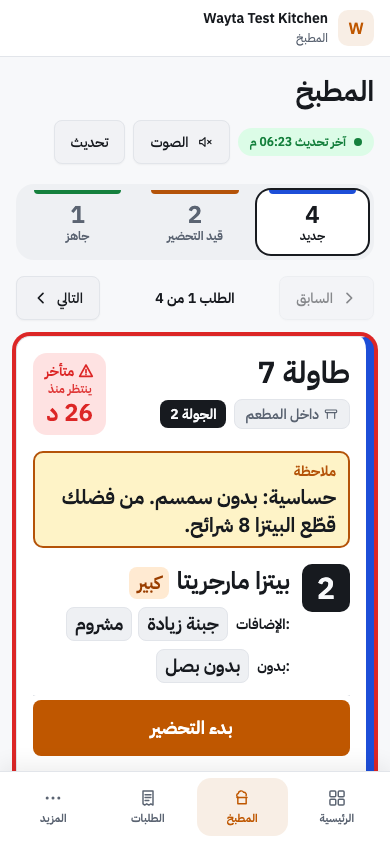 Wayta Test Kitchen
المطبخ
W
المطبخ
آخر تحديث 06:23 م
الصوت
تحديث
4
جديد
2
قيد التحضير
1
جاهز
السابق
الطلب 1 من 4
التالي
طاولة 7
داخل المطعم
الجولة 2
متأخر
ينتظر منذ
26 د
ملاحظة
حساسية: بدون سمسم. من فضلك
قطّع البيتزا 8 شرائح.
2
بيتزا مارجريتا كبير
الإضافات: جبنة زيادة مشروم
بدون: بدون بصل
بدء التحضير
الرئيسية
المطبخ
الطلبات
المزيد